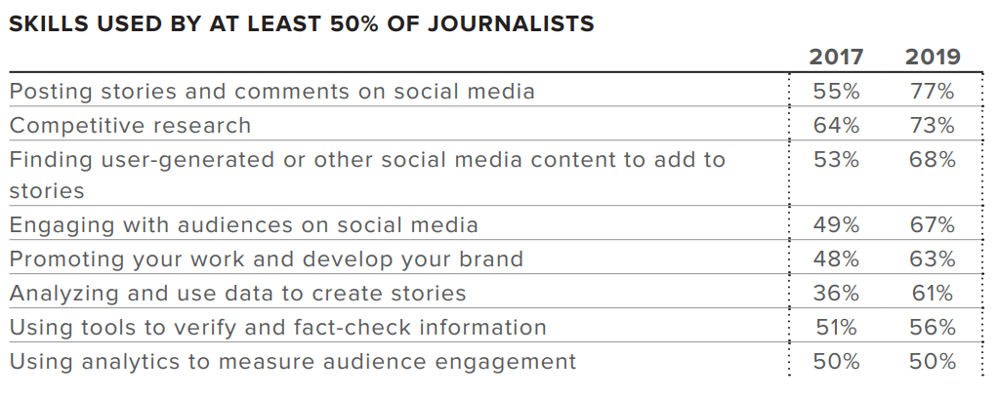 SKILLS USED BY AT LEAST 50% OF JOURNALISTS
2017 2019
Posting stories and comments on social media 55% 77%
Competitive research 64% 73%
Finding user-generated or other social media content to add to 53% 68%
stories
Engaging with audiences on social media 49% 67%
Promoting your work and develop your brand 48% 63%
Analyzing and use data to create stories 36% 61%
Using tools to verify and fact-check information 51% 56%
Using analytics to measure audience engagement 50% 50%